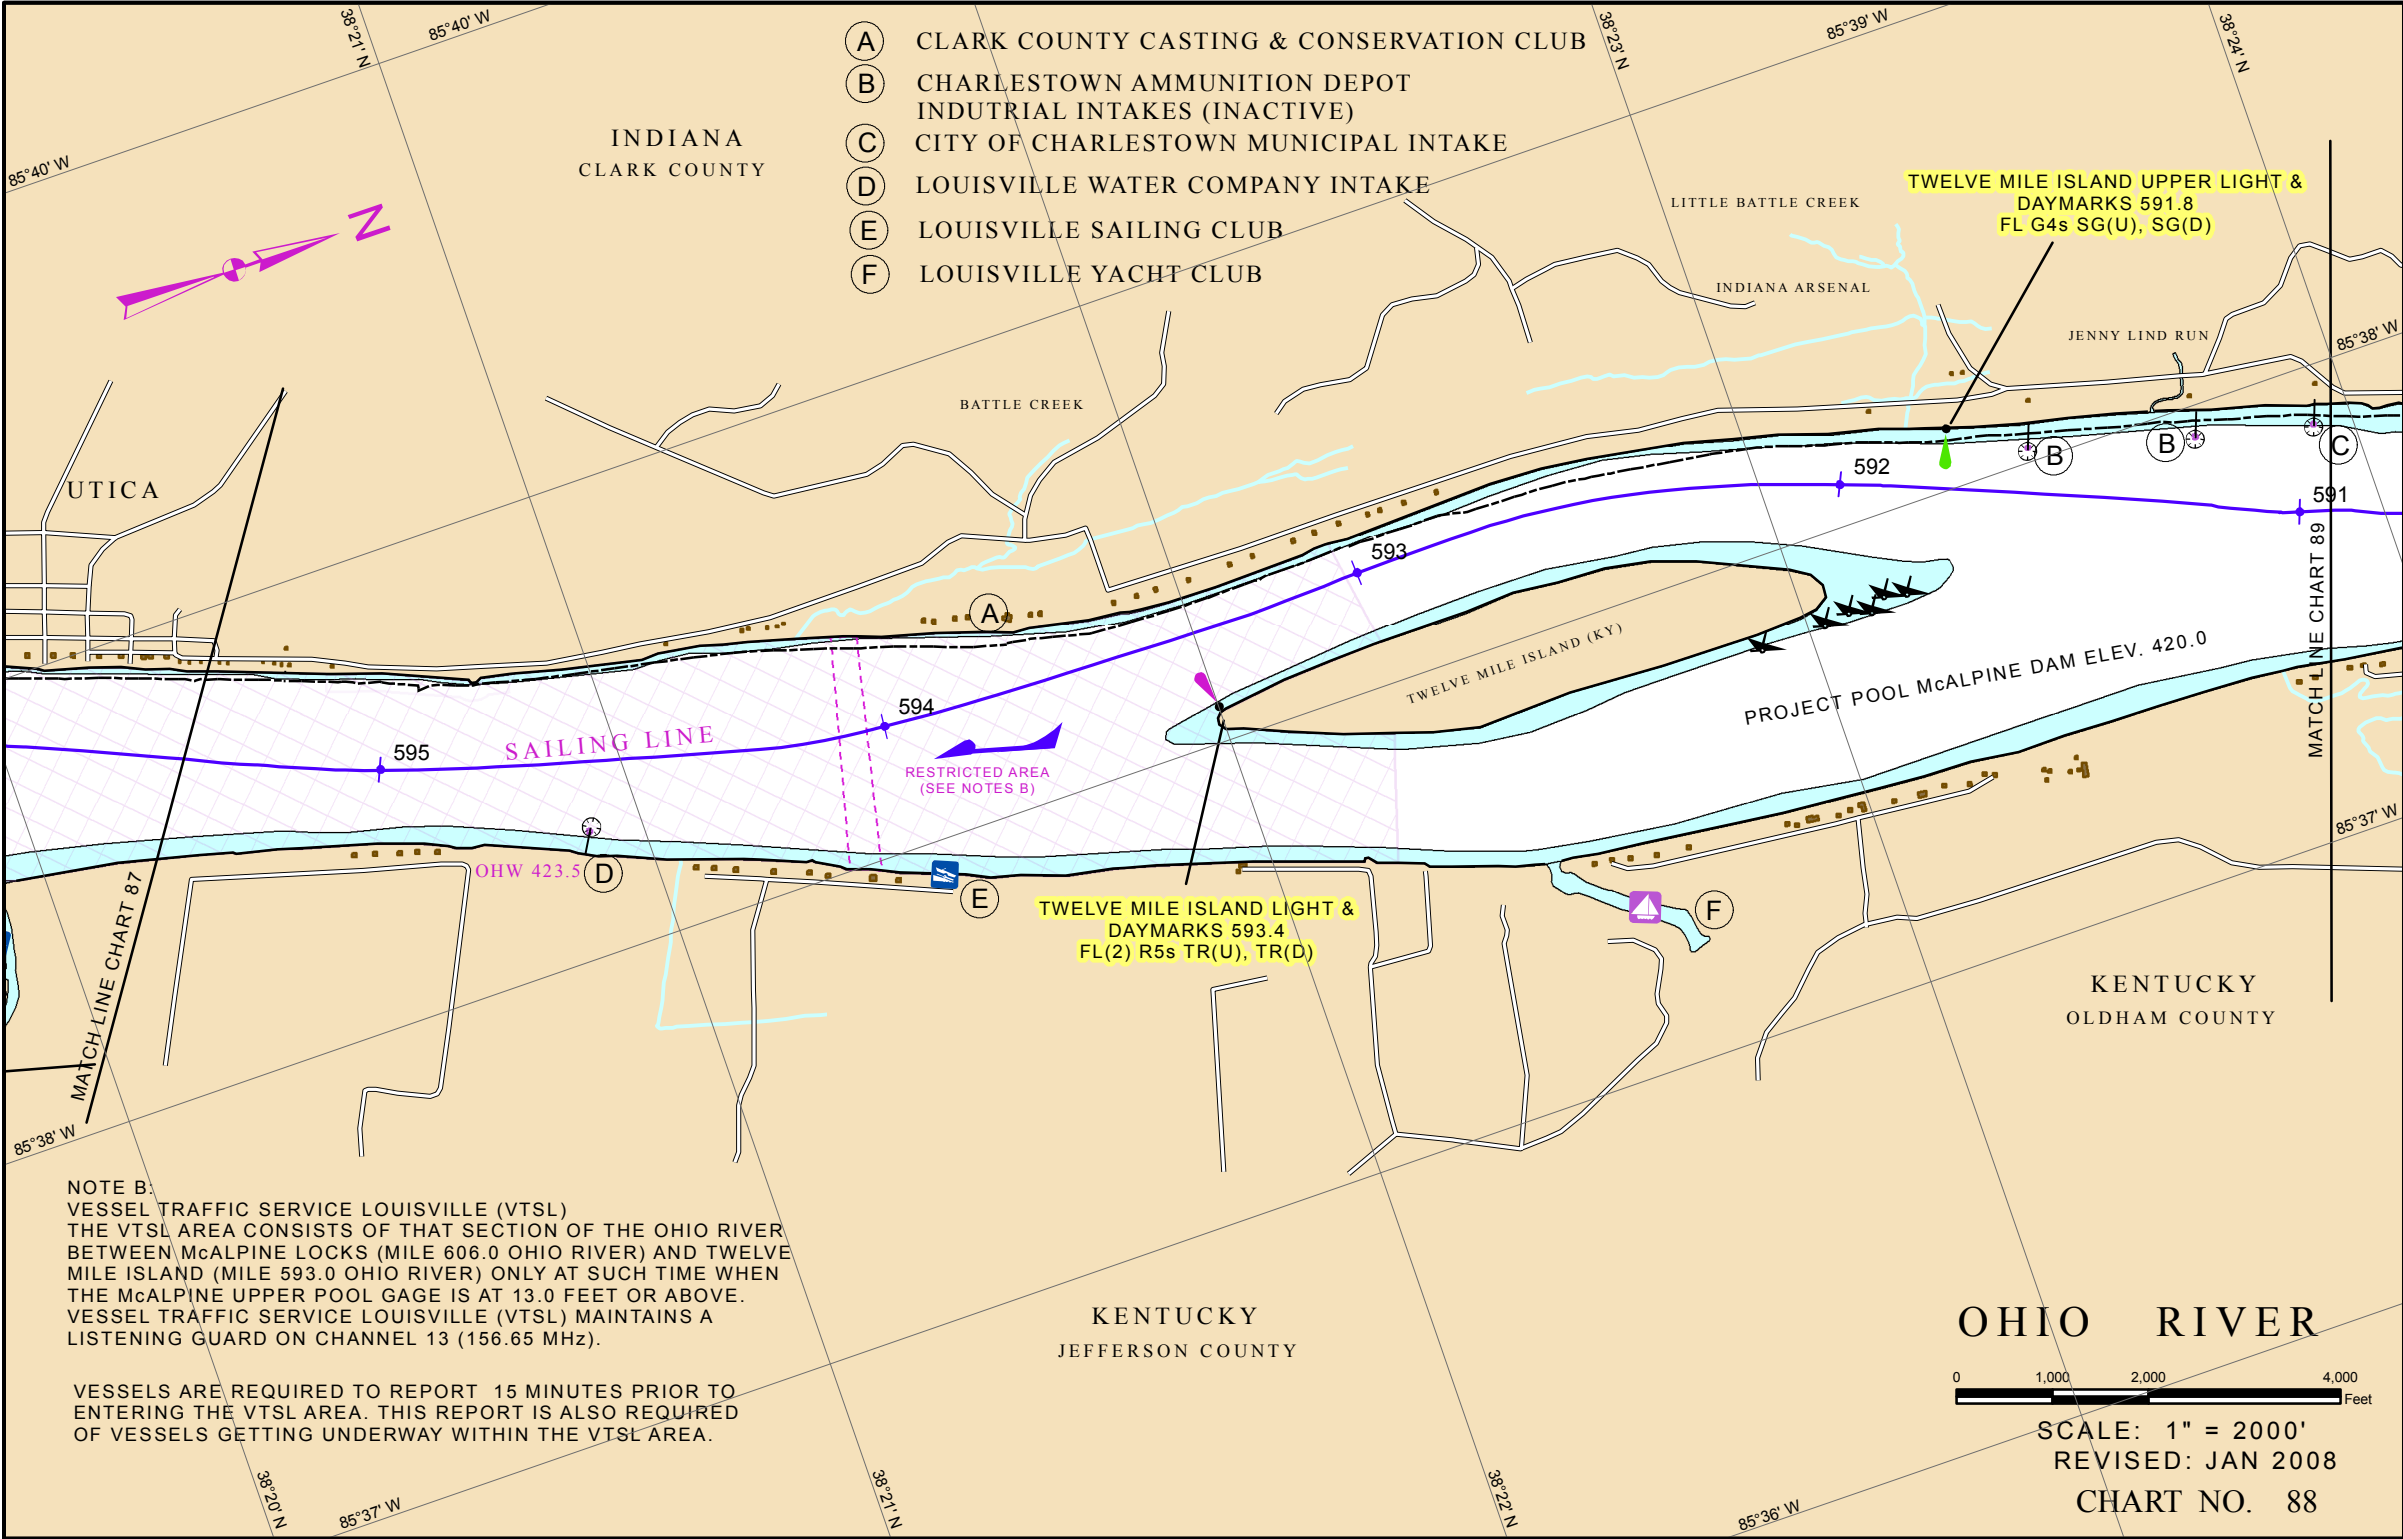 38°21' N
85°40' W
38°23' N
85°39' W
38°24' N
85°40' W
A CLARK COUNTY CASTING & CONSERVATION CLUB
B CHARLESTOWN AMMUNITION DEPOT
INDUTRIAL INTAKES (INACTIVE)
C CITY OF CHARLESTOWN MUNICIPAL INTAKE
D LOUISVILLE WATER COMPANY INTAKE
E LOUISVILLE SAILING CLUB
F LOUISVILLE YACHT CLUB
INDIANA
CLARK COUNTY
N
TWELVE MILE ISLAND UPPER LIGHT &
DAYMARKS 591.8
FL G4s SG(U), SG(D)
LITTLE BATTLE CREEK
INDIANA ARSENAL
JENNY LIND RUN
85°38' W
BATTLE CREEK
UTICA
B
B
C
592
591
593
A
594
595
SAILING LINE
RESTRICTED AREA
(SEE NOTES B)
TWELVE MILE ISLAND (KY)
PROJECT POOL McALPINE DAM ELEV. 420.0
MATCH LINE CHART 89
85°37' W
OHW 423.5
D
E
F
TWELVE MILE ISLAND LIGHT &
DAYMARKS 593.4
FL(2) R5s TR(U), TR(D)
MATCH LINE CHART 87
KENTUCKY
OLDHAM COUNTY
85°38' W
NOTE B:
VESSEL TRAFFIC SERVICE LOUISVILLE (VTSL)
THE VTSL AREA CONSISTS OF THAT SECTION OF THE OHIO RIVER
BETWEEN McALPINE LOCKS (MILE 606.0 OHIO RIVER) AND TWELVE
MILE ISLAND (MILE 593.0 OHIO RIVER) ONLY AT SUCH TIME WHEN
THE McALPINE UPPER POOL GAGE IS AT 13.0 FEET OR ABOVE.
VESSEL TRAFFIC SERVICE LOUISVILLE (VTSL) MAINTAINS A
LISTENING GUARD ON CHANNEL 13 (156.65 MHz).
VESSELS ARE REQUIRED TO REPORT 15 MINUTES PRIOR TO
ENTERING THE VTSL AREA. THIS REPORT IS ALSO REQUIRED
OF VESSELS GETTING UNDERWAY WITHIN THE VTSL AREA.
KENTUCKY
JEFFERSON COUNTY
OHIO RIVER
0 1,000 2,000 4,000
Feet
SCALE: 1" = 2000'
REVISED: JAN 2008
CHART NO. 88
38°20' N
85°37' W
38°21' N
38°22' N
85°36' W